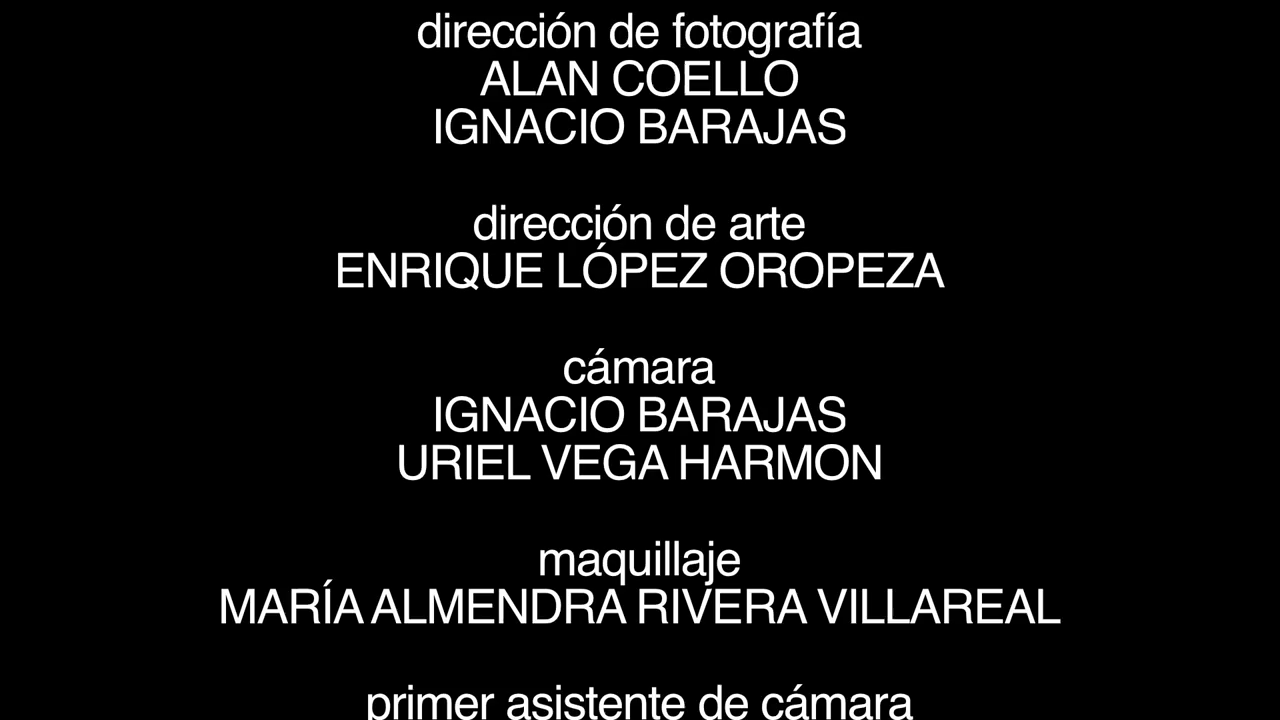 dirección de fotografía
ALAN COELLO
IGNACIO BARAJAS
dirección de arte
ENRIQUE LÓPEZ OROPEZA
cámara
IGNACIO BARAJAS
URIEL VEGA HARMON
maquillaje
MARÍA ALMENDRA RIVERA VILLAREAL
primer asistente de cámara